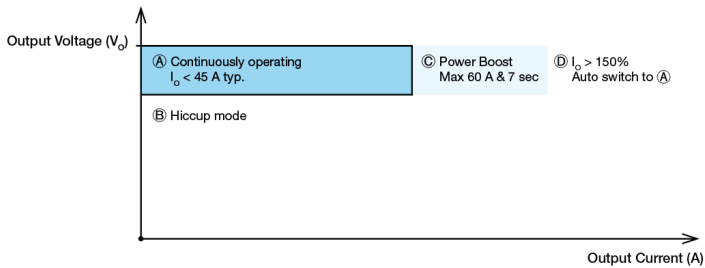 Output Voltage (Vo)
Ⓐ Continuously operating
Io < 45 A typ.
Ⓒ Power Boost
Max 60 A & 7 sec
Ⓓ Io > 150%
Auto switch to Ⓐ
Ⓑ Hiccup mode
Output Current (A)